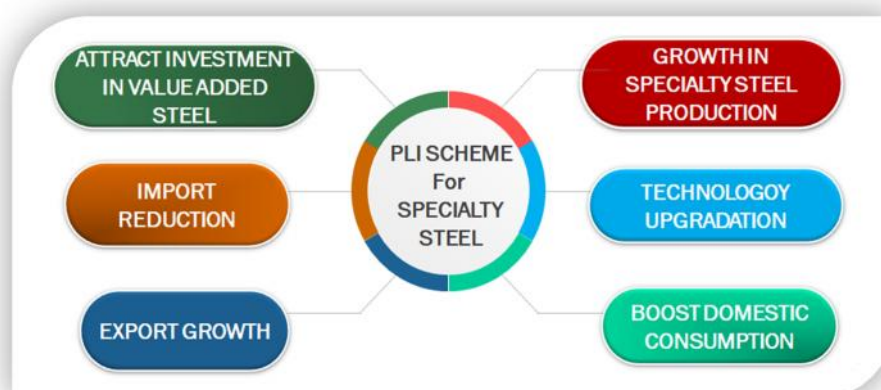 ATTRACT INVESTMENT
IN VALUE ADDED
STEEL
GROWTH IN
SPECIALTY STEEL
PRODUCTION
PLI SCHEME
For
SPECIALTY
STEEL
IMPORT
REDUCTION
TECHNOLOGOY
UPGRADATION
EXPORT GROWTH
BOOST DOMESTIC
CONSUMPTION